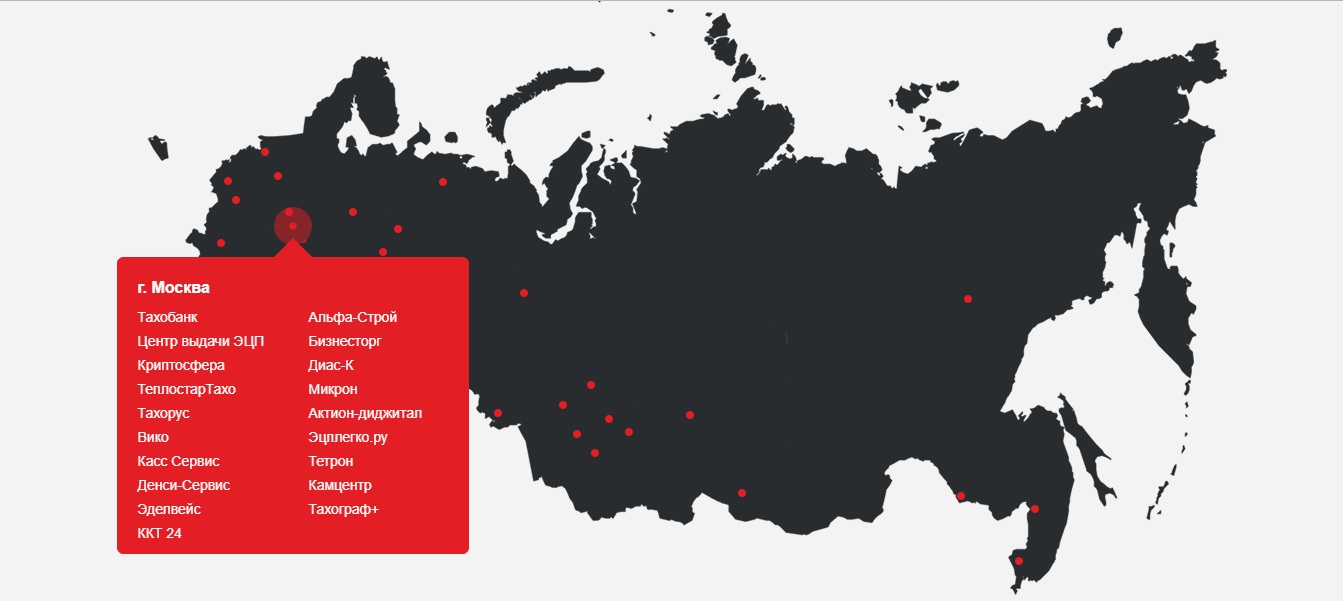 г. Москва
Тахобанк
Центр выдачи ЭЦП
Криптосфера
ТеплостарТахо
Тахорус
Вико
Касс Сервис
Денси-Сервис
Эделвейс
ККТ 24
Альфа-Строй
Бизнесторг
Диас-К
Микрон
Актион-диджитал
Эцплегко.ру
Тетрон
Камцентр
Тахограф+